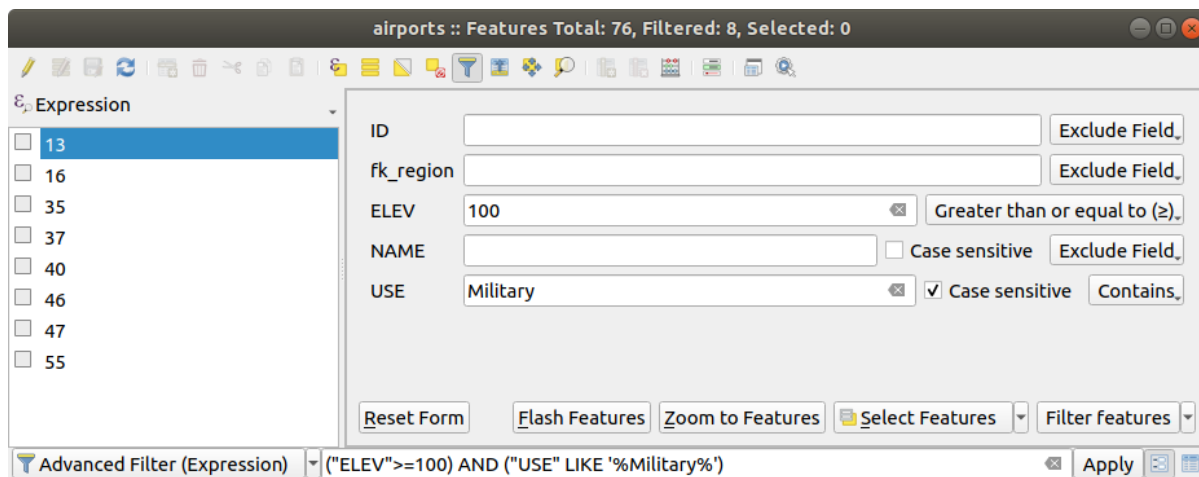 airports :: Features Total: 76, Filtered: 8, Selected: 0
Expression
13
16
35
37
40
46
47
55
ID Exclude Field
fk_region Exclude Field
ELEV 100 Greater than or equal to (≥)
NAME Case sensitive Exclude Field
USE Military Case sensitive Contains
Reset Form Flash Features Zoom to Features Select Features Filter features
Advanced Filter (Expression) ("ELEV">=100) AND ("USE" LIKE '%Military%') Apply